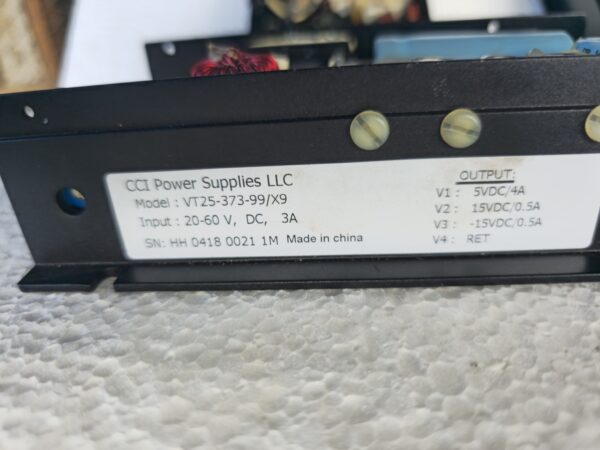 CCI Power Supplies LLC
Model : VT25-373-99/X9
Input : 20-60 V, DC, 3A
SN: HH 0418 0021 1M Made in china
OUTPUT:
V1 : 5VDC/4A
V2 : 15VDC/0.5A
V3 : -15VDC/0.5A
V4 : RET